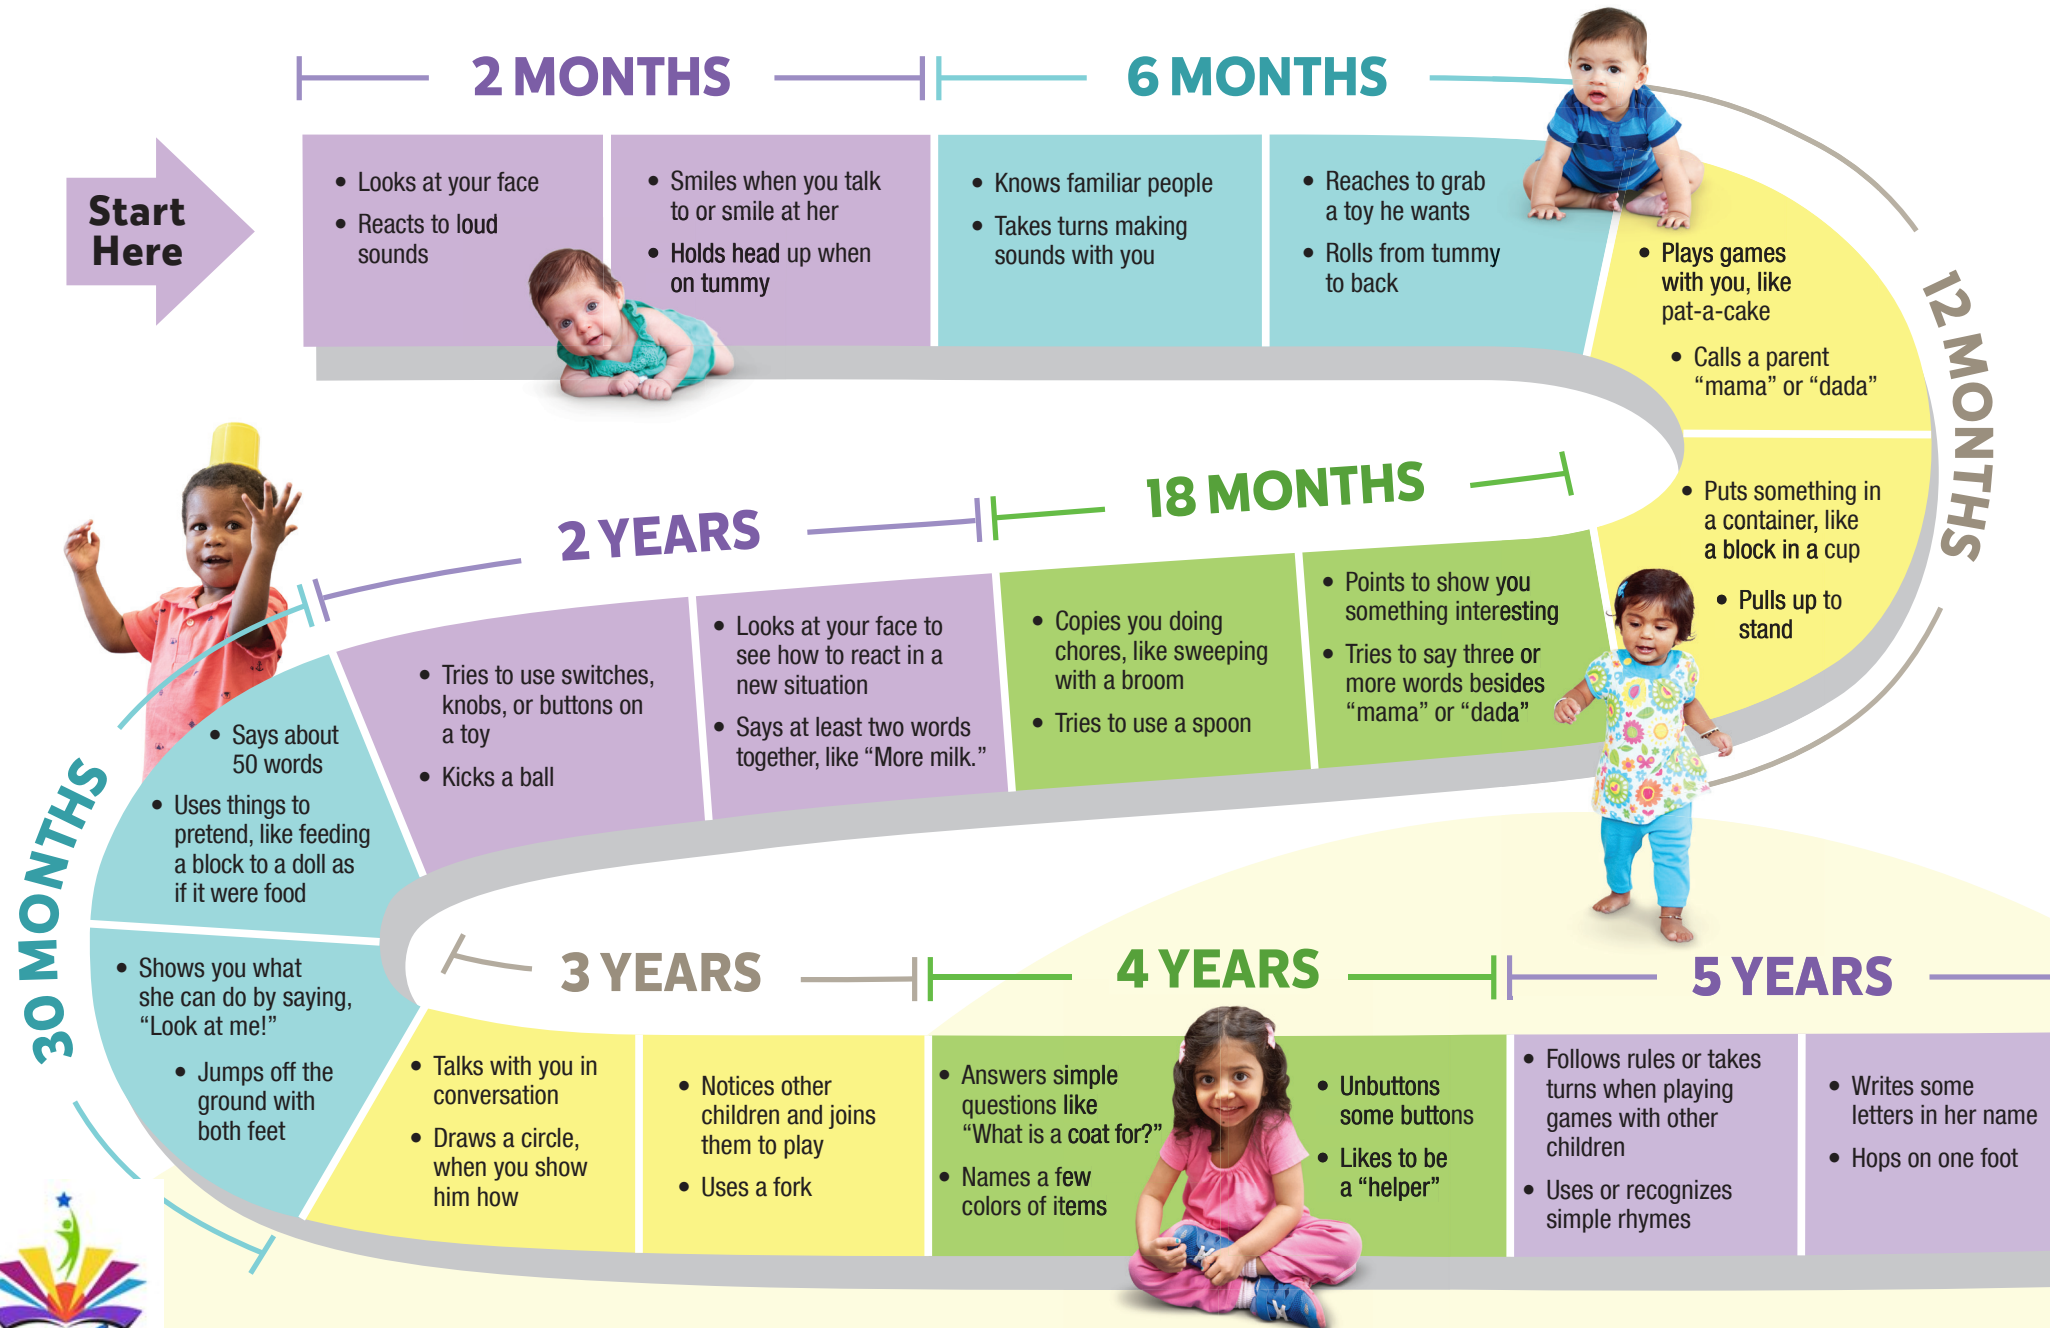 2 MONTHS
6 MONTHS
Start
Here
• Looks at your face
• Reacts to loud
sounds
• Smiles when you talk
to or smile at her
• Holds head up when
on tummy
• Knows familiar people
• Takes turns making
sounds with you
• Reaches to grab
a toy he wants
• Rolls from tummy
to back
12 MONTHS
• Plays games
with you, like
pat-a-cake
• Calls a parent
“mama” or “dada”
• Puts something in
a container, like
a block in a cup
• Pulls up to
stand
18 MONTHS
• Points to show you
something interesting
• Tries to say three or
more words besides
“mama” or “dada”
• Copies you doing
chores, like sweeping
with a broom
• Tries to use a spoon
2 YEARS
• Looks at your face to
see how to react in a
new situation
• Says at least two words
together, like “More milk.”
• Tries to use switches,
knobs, or buttons on
a toy
• Kicks a ball
30 MONTHS
• Says about
50 words
• Uses things to
pretend, like feeding
a block to a doll as
if it were food
• Shows you what
she can do by saying,
“Look at me!”
• Jumps off the
ground with
both feet
3 YEARS
• Talks with you in
conversation
• Draws a circle,
when you show
him how
• Notices other
children and joins
them to play
• Uses a fork
4 YEARS
• Answers simple
questions like
“What is a coat for?”
• Names a few
colors of items
• Unbuttons
some buttons
• Likes to be
a “helper”
5 YEARS
• Follows rules or takes
turns when playing
games with other
children
• Uses or recognizes
simple rhymes
• Writes some
letters in her name
• Hops on one foot